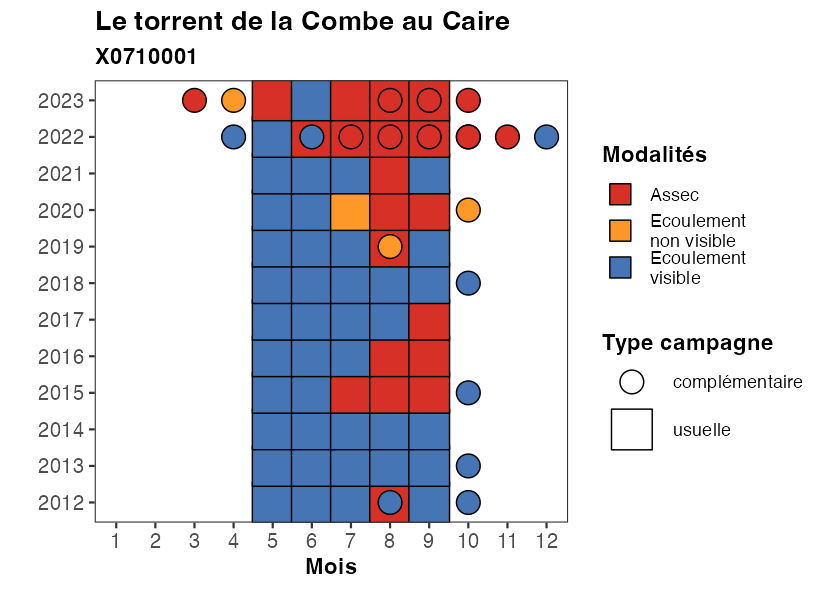 Le torrent de la Combe au Caire
X0710001
2023
2022
2021
2020
2019
2018
2017
2016
2015
2014
2013
2012
1 2 3 4 5 6 7 8 9 10 11 12
Mois
Modalités
Assec
Ecoulement
non visible
Ecoulement
visible
Type campagne
complémentaire
usuelle